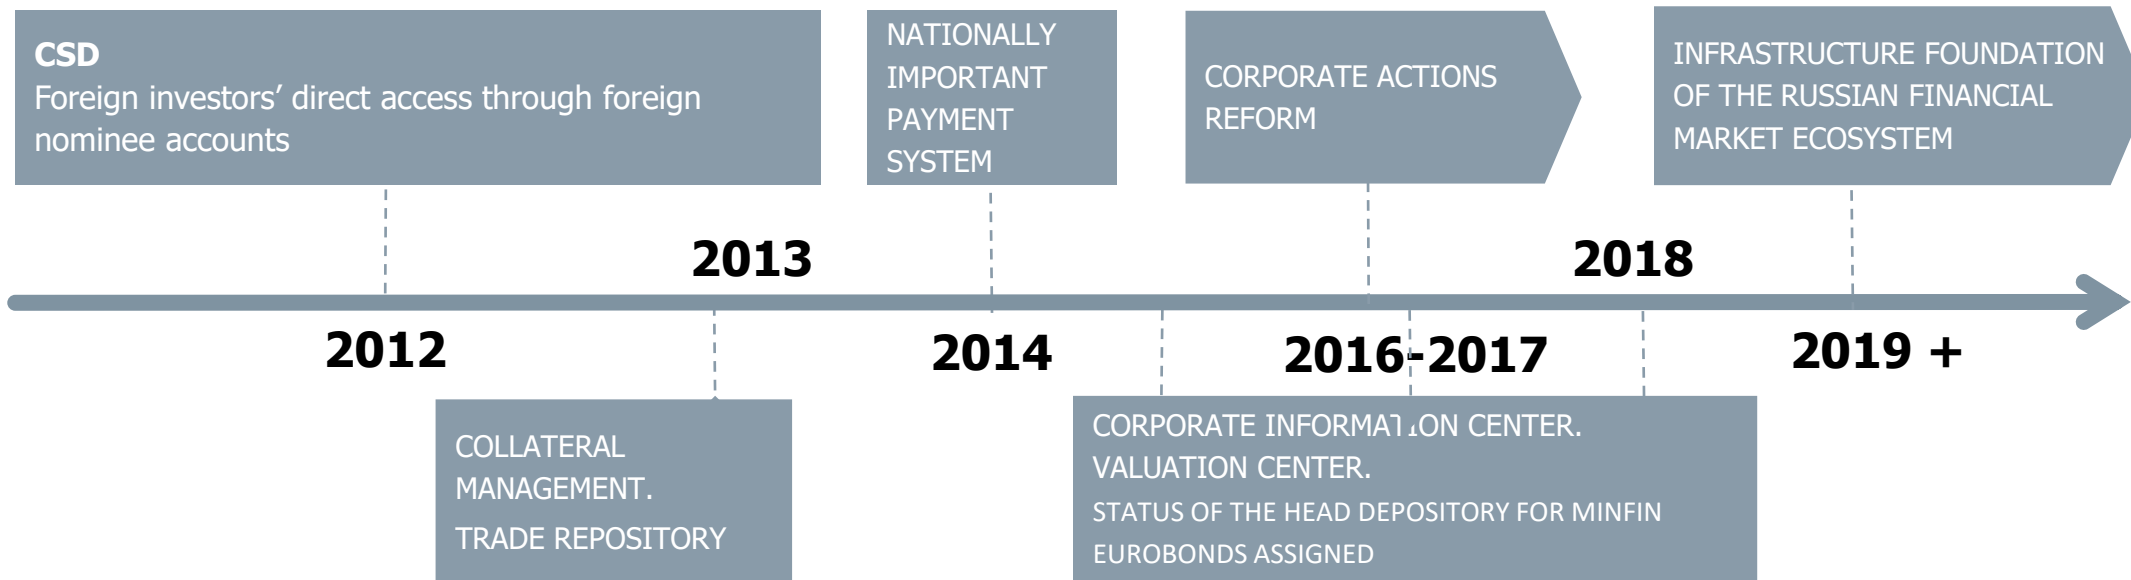 CSD
Foreign investors’ direct access through foreign
nominee accounts
NATIONALLY
IMPORTANT
PAYMENT
SYSTEM
CORPORATE ACTIONS
REFORM
INFRASTRUCTURE FOUNDATION
OF THE RUSSIAN FINANCIAL
MARKET ECOSYSTEM
2013
2018
2012
2014
2016-2017
2019 +
COLLATERAL
MANAGEMENT.
TRADE REPOSITORY
CORPORATE INFORMATION CENTER.
VALUATION CENTER.
STATUS OF THE HEAD DEPOSITORY FOR MINFIN
EUROBONDS ASSIGNED